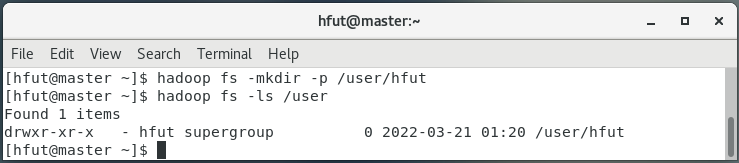 hfut@master:~
File Edit View Search Terminal Help
[hfut@master ~]$ hadoop fs -mkdir -p /user/hfut
[hfut@master ~]$ hadoop fs -ls /user
Found 1 items
drwxr-xr-x   - hfut supergroup          0 2022-03-21 01:20 /user/hfut
[hfut@master ~]$